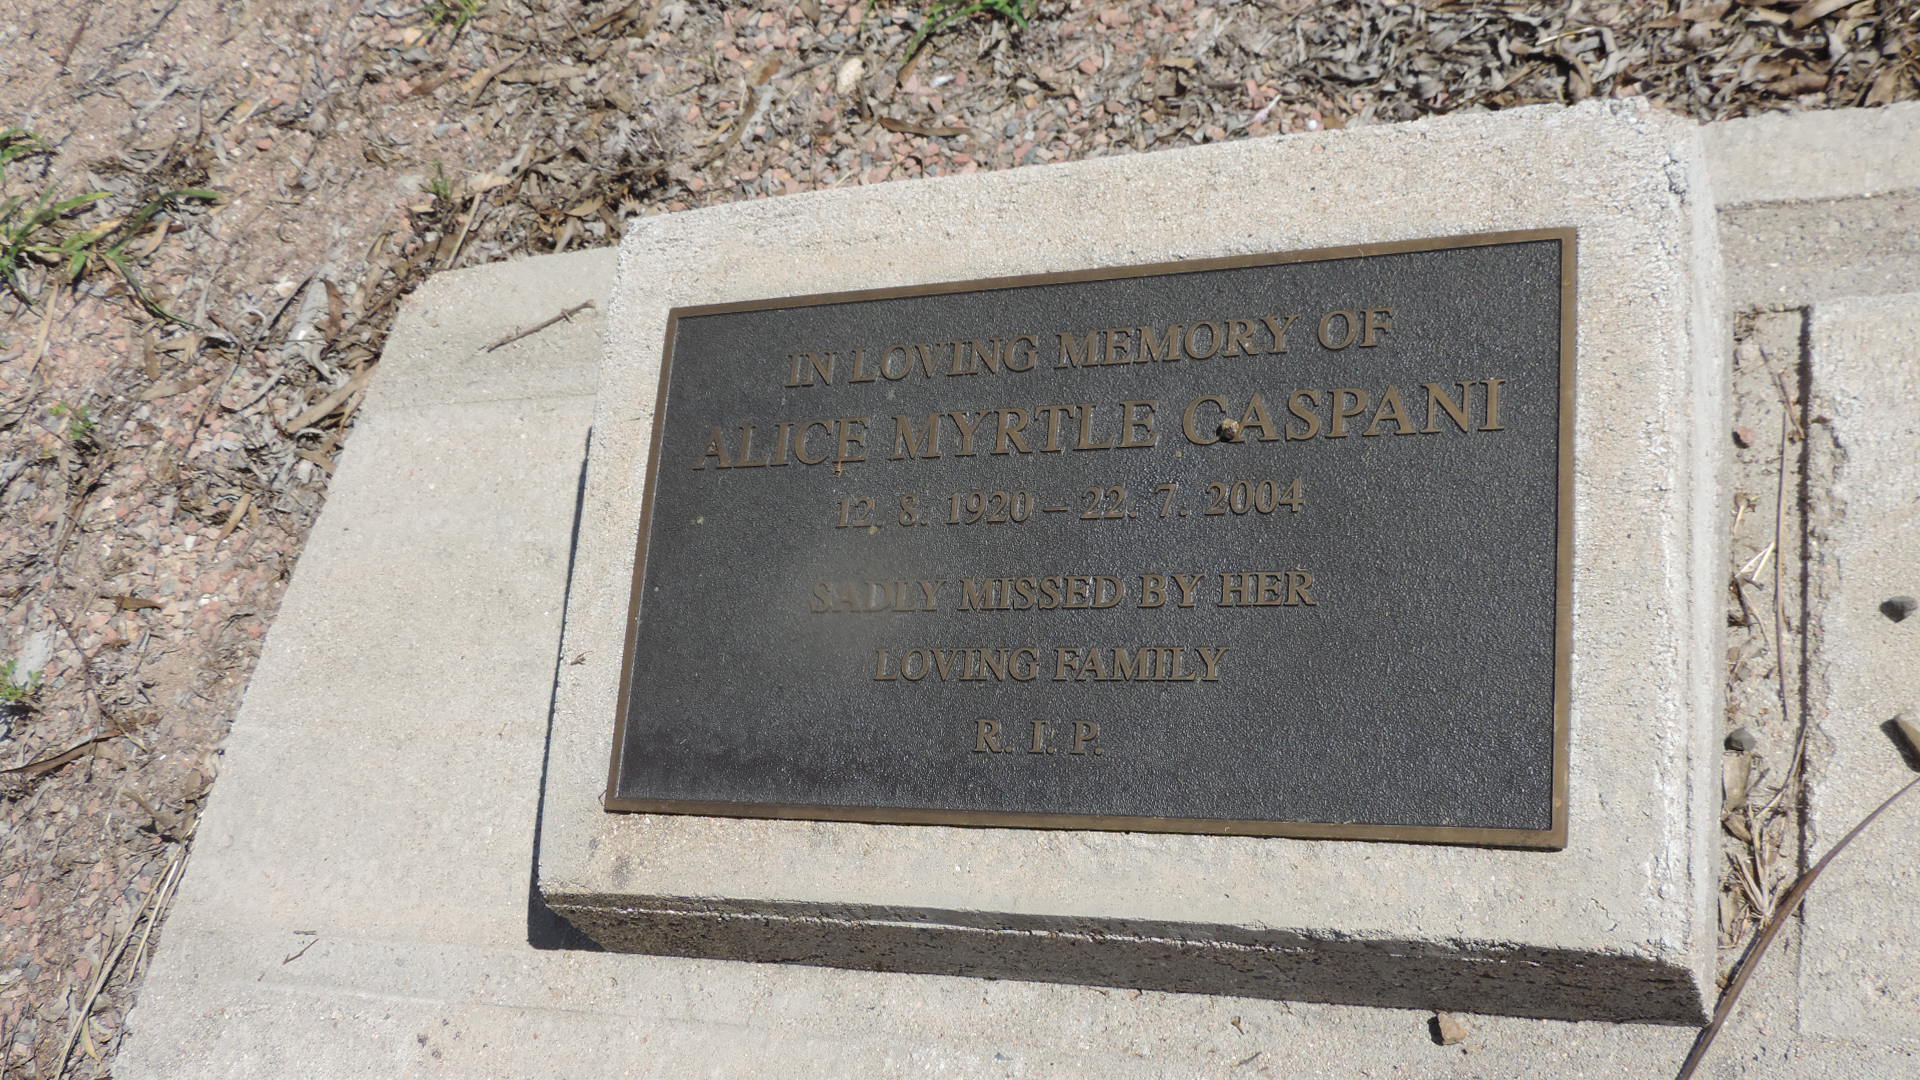 IN LOVING MEMORY OF
ALICE MYRTLE CASPANI
12. 8. 1920 – 22. 7. 2004
SADLY MISSED BY HER
LOVING FAMILY
R. I. P.